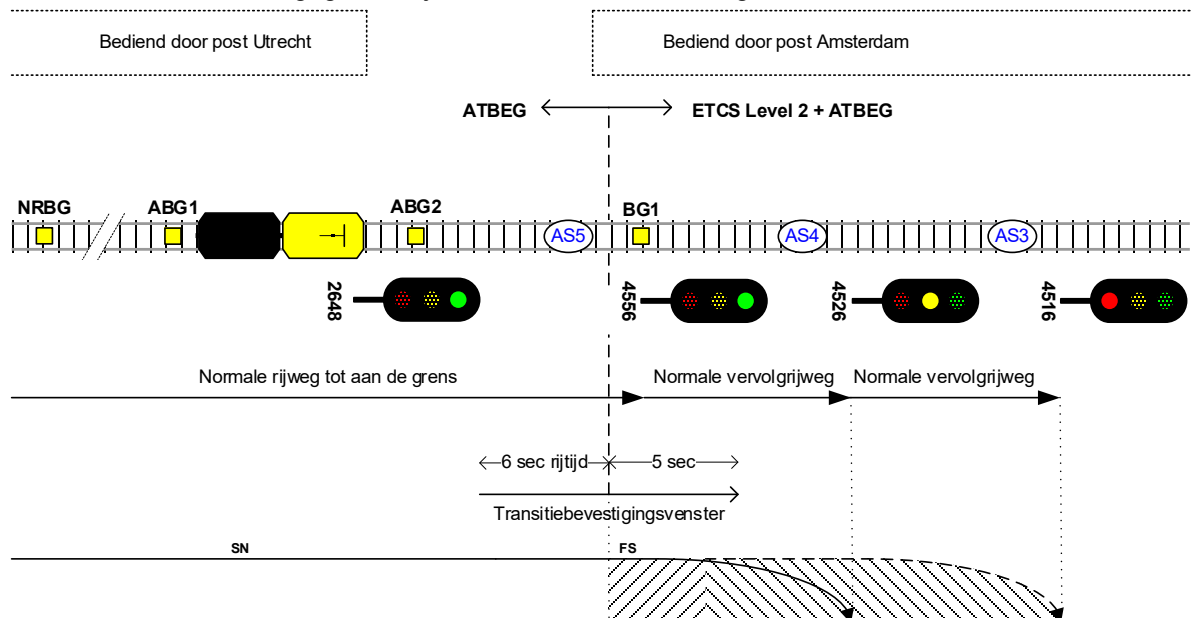 Bediend door post Utrecht
Bediend door post Amsterdam
ATBEG
ETCS Level 2 + ATBEG
NRBG
ABG1
ABG2
AS5
BG1
AS4
AS3
2648
4556
4526
4516
Normale rijweg tot aan de grens
Normale vervolgrijweg
Normale vervolgrijweg
6 sec rijtijd
5 sec
Transitiebevestigingsvenster
SN
FS